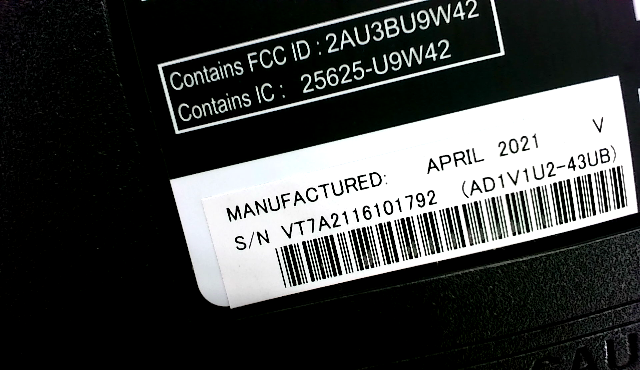 Contains FCC ID : 2AU3BU9W42
Contains IC : 25625-U9W42
MANUFACTURED: APRIL 2021 V
S/N VT7A2116101792 (AD1V1U2-43UB)